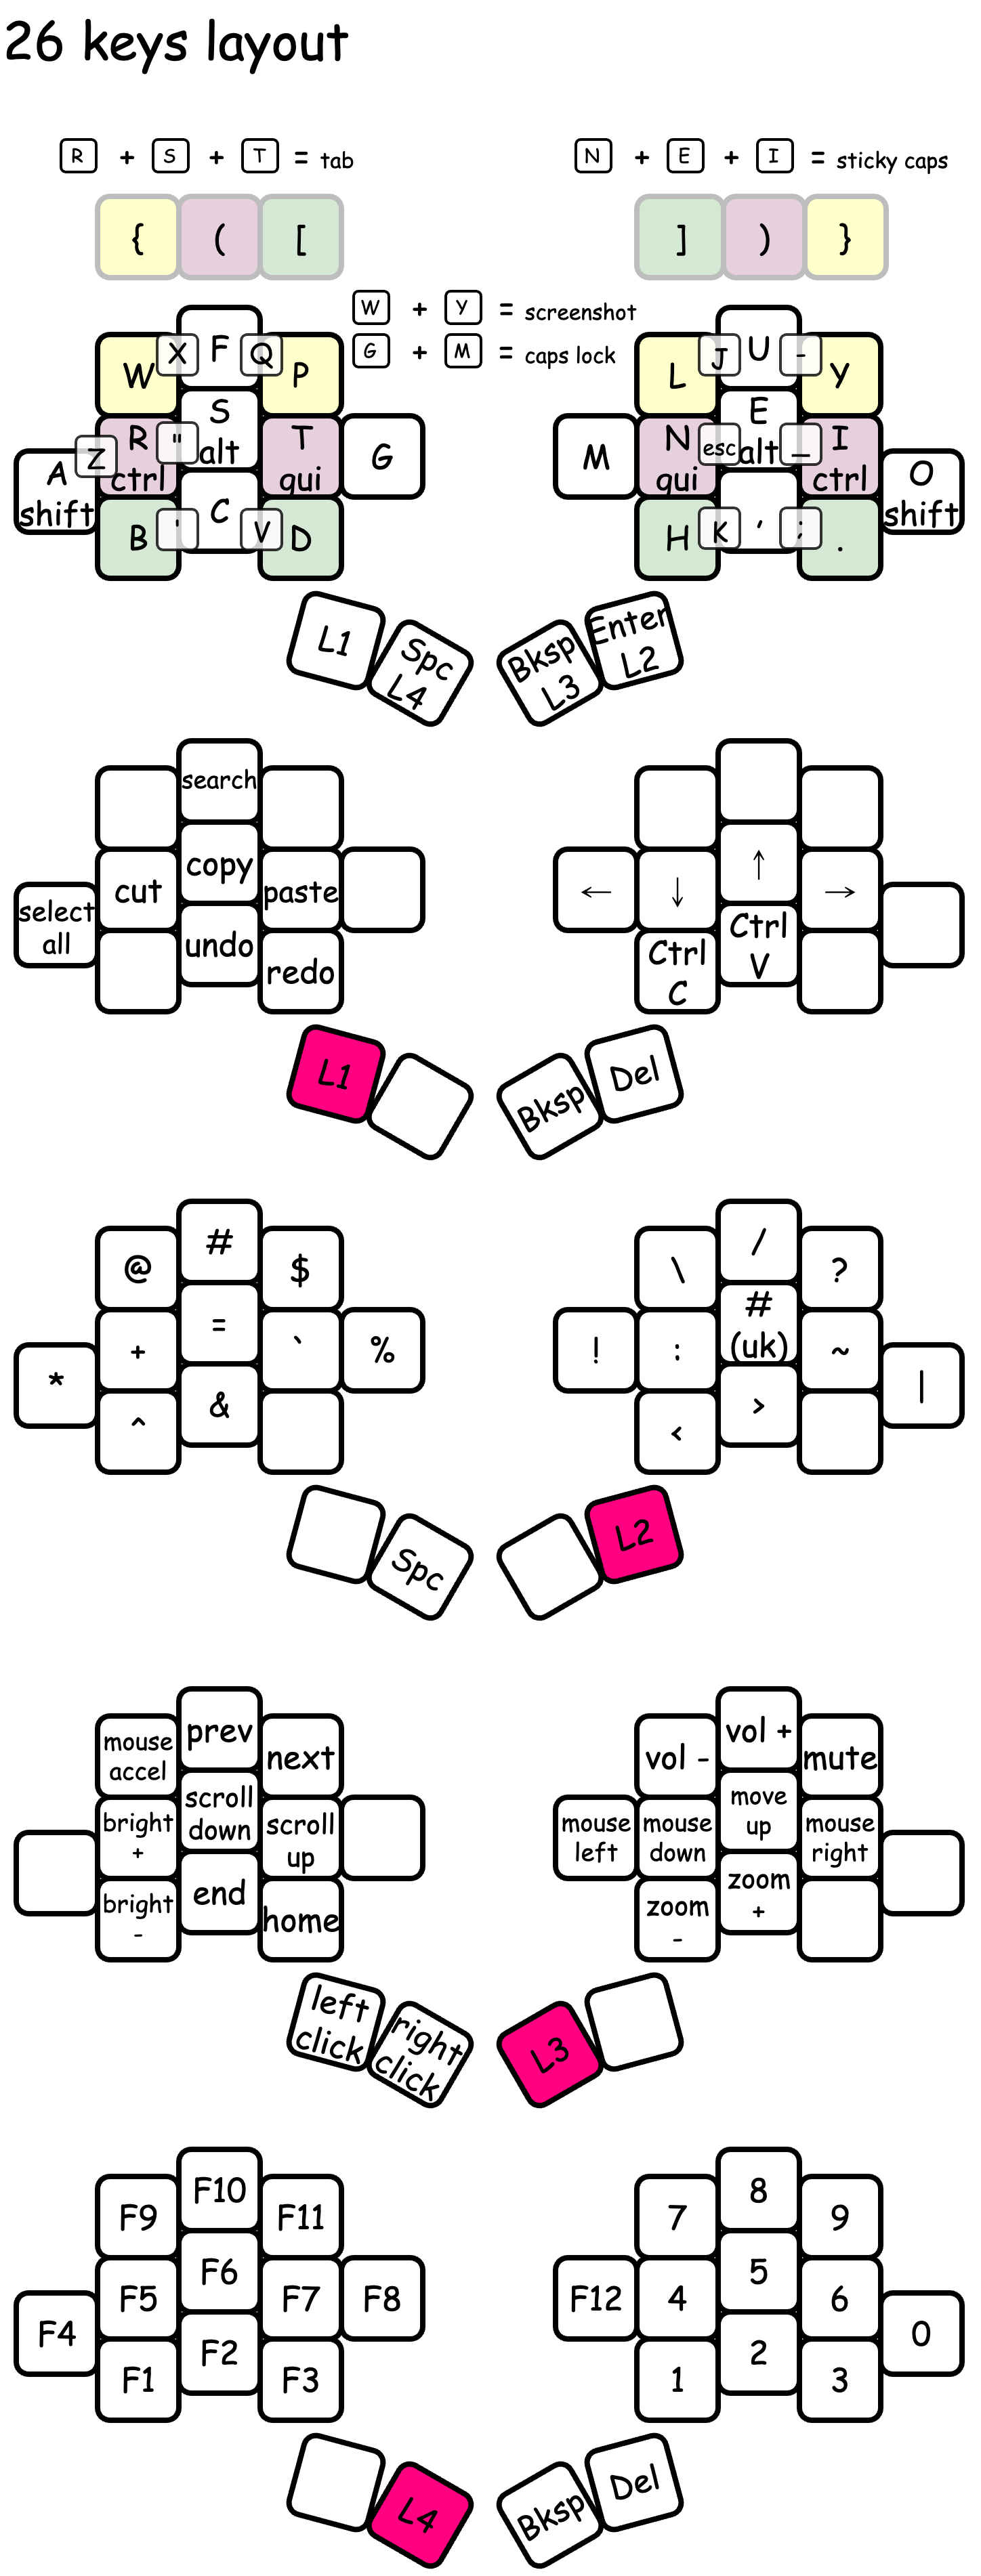 26 keys layout
R + S + T = tab
N + E + I = sticky caps
{ ( [
] ) }
W + Y = screenshot
G + M = caps lock
W X F Q P
L J U - Y
A shift
Z
R ctrl
"
S alt
T gui
G
M
N gui
esc
E alt
_
I ctrl
O shift
B ' C V D
H K , ; .
L1
Spc
L4
Bksp
L3
Enter
L2
search
select
all
cut
copy
paste
undo
redo
←
↓
↑
→
Ctrl
C
Ctrl
V
L1
Bksp
Del
@ # $
* + = ` %
^ &
\ / ?
! :
#
(uk)
~ |
< >
Spc
L2
mouse
accel
prev
next
bright
+
scroll
down
scroll
up
bright
-
end
home
vol -
vol +
mute
mouse
left
mouse
down
move
up
mouse
right
zoom
-
zoom
+
left
click
right
click
L3
F9 F10 F11
F4 F5 F6 F7 F8
F1 F2 F3
7 8 9
F12 4 5 6 0
1 2 3
L4
Bksp
Del